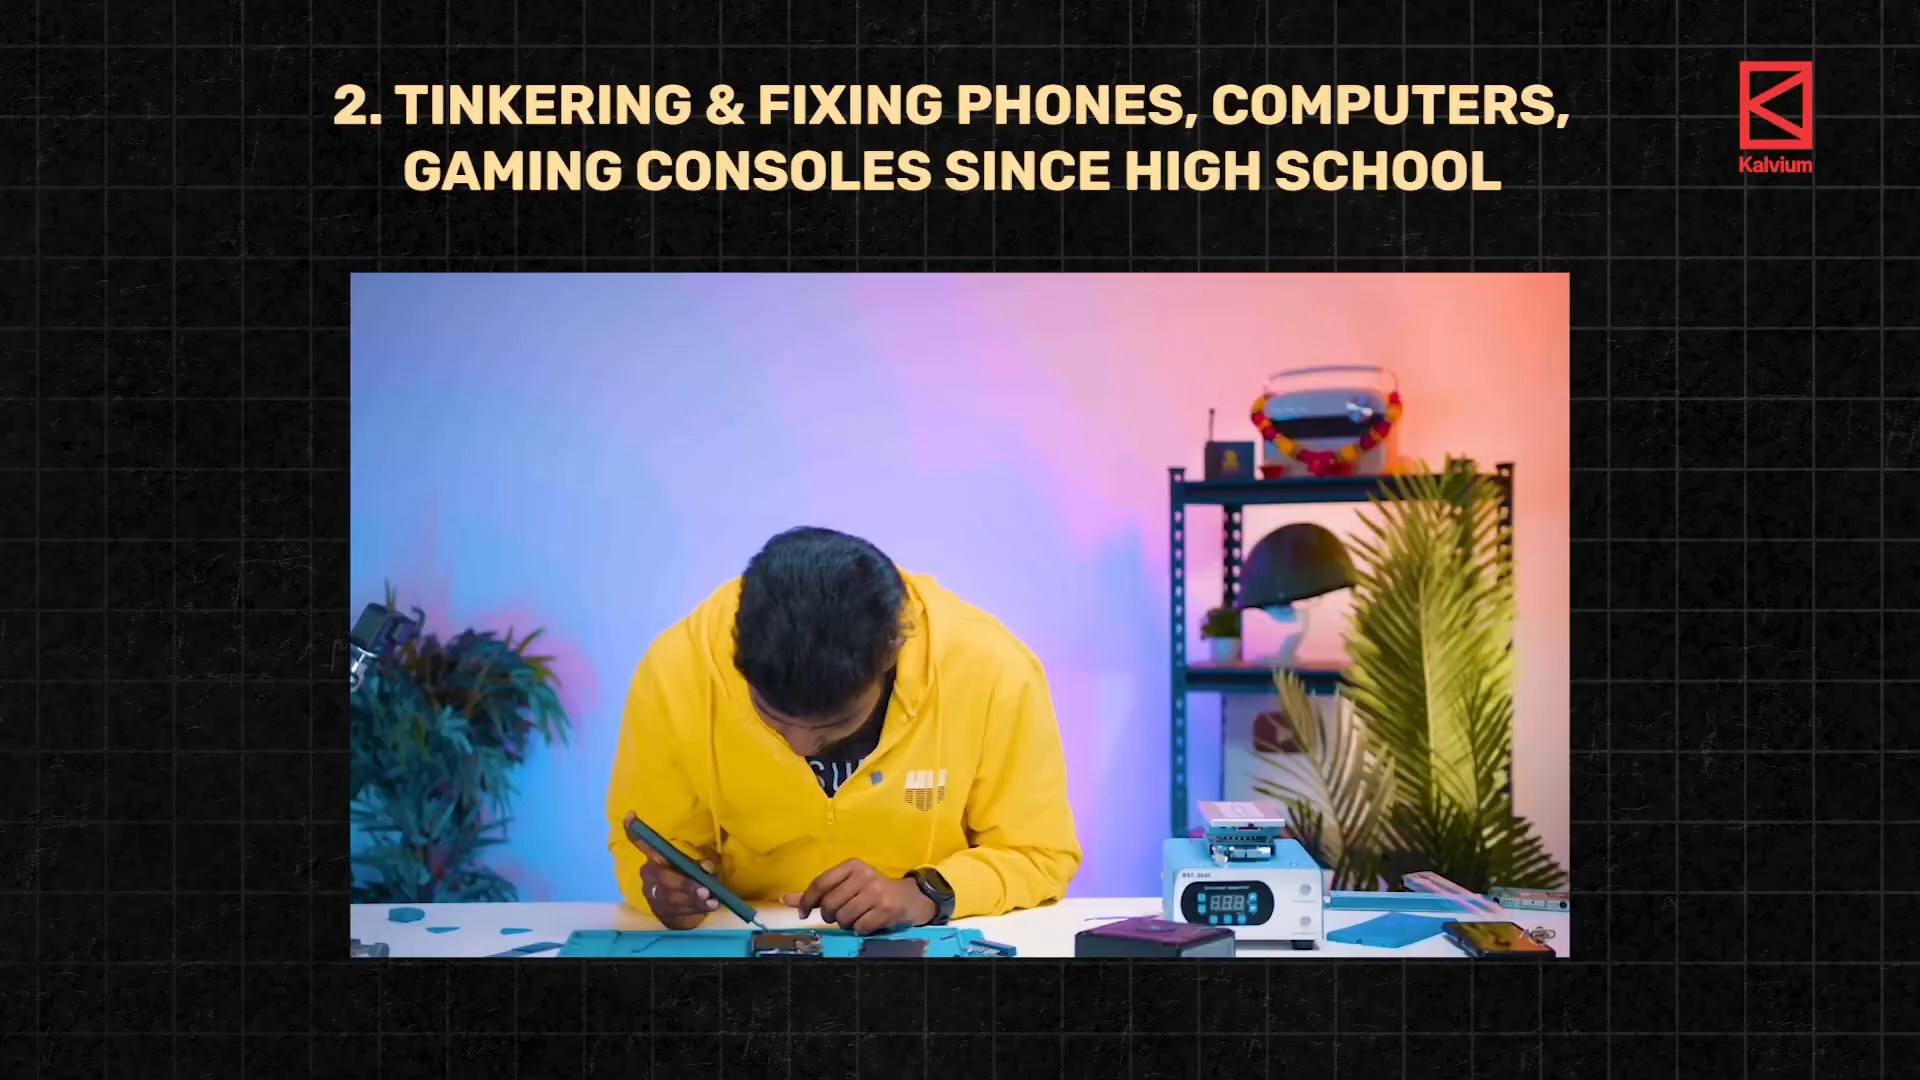 2. TINKERING & FIXING PHONES, COMPUTERS,
GAMING CONSOLES SINCE HIGH SCHOOL
Kalvium